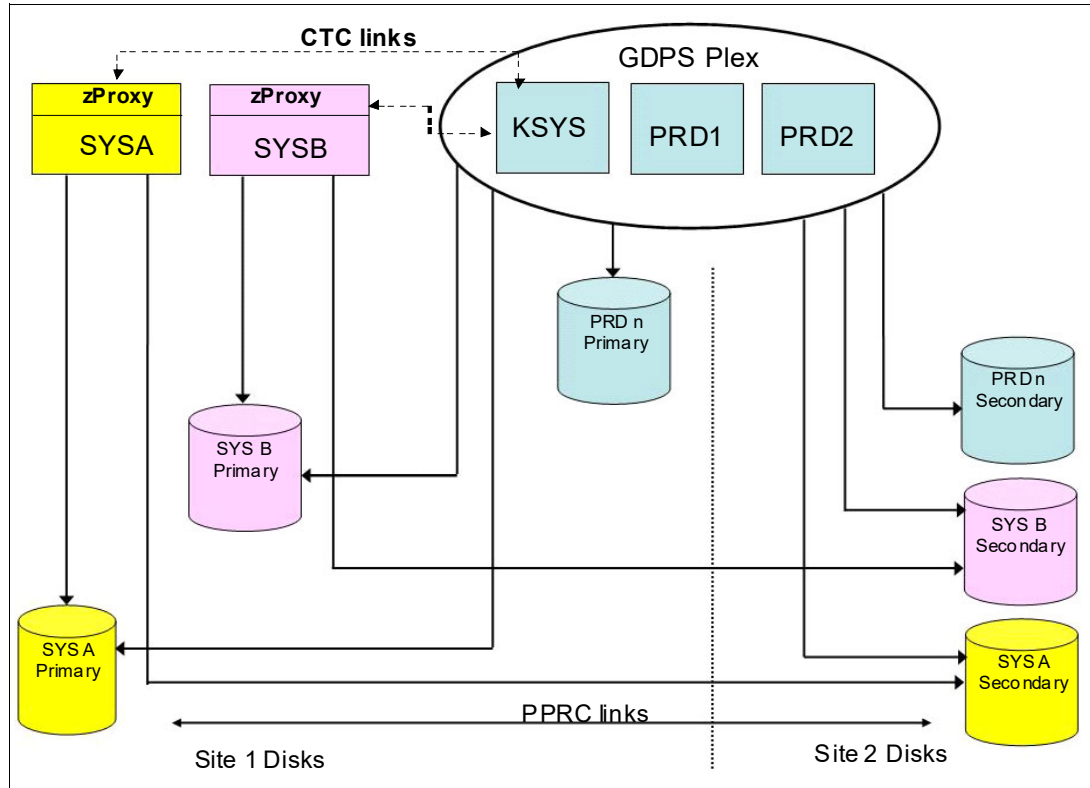 CTC links
GDPS Plex
zProxy
SYSA
zProxy
SYSB
KSYS
PRD1
PRD2
PRD n
Primary
PRDn
Secondary
SYS B
Primary
SYS B
Secondary
SYS A
Primary
SYS A
Secondary
PPRC links
Site 1 Disks
Site 2 Disks